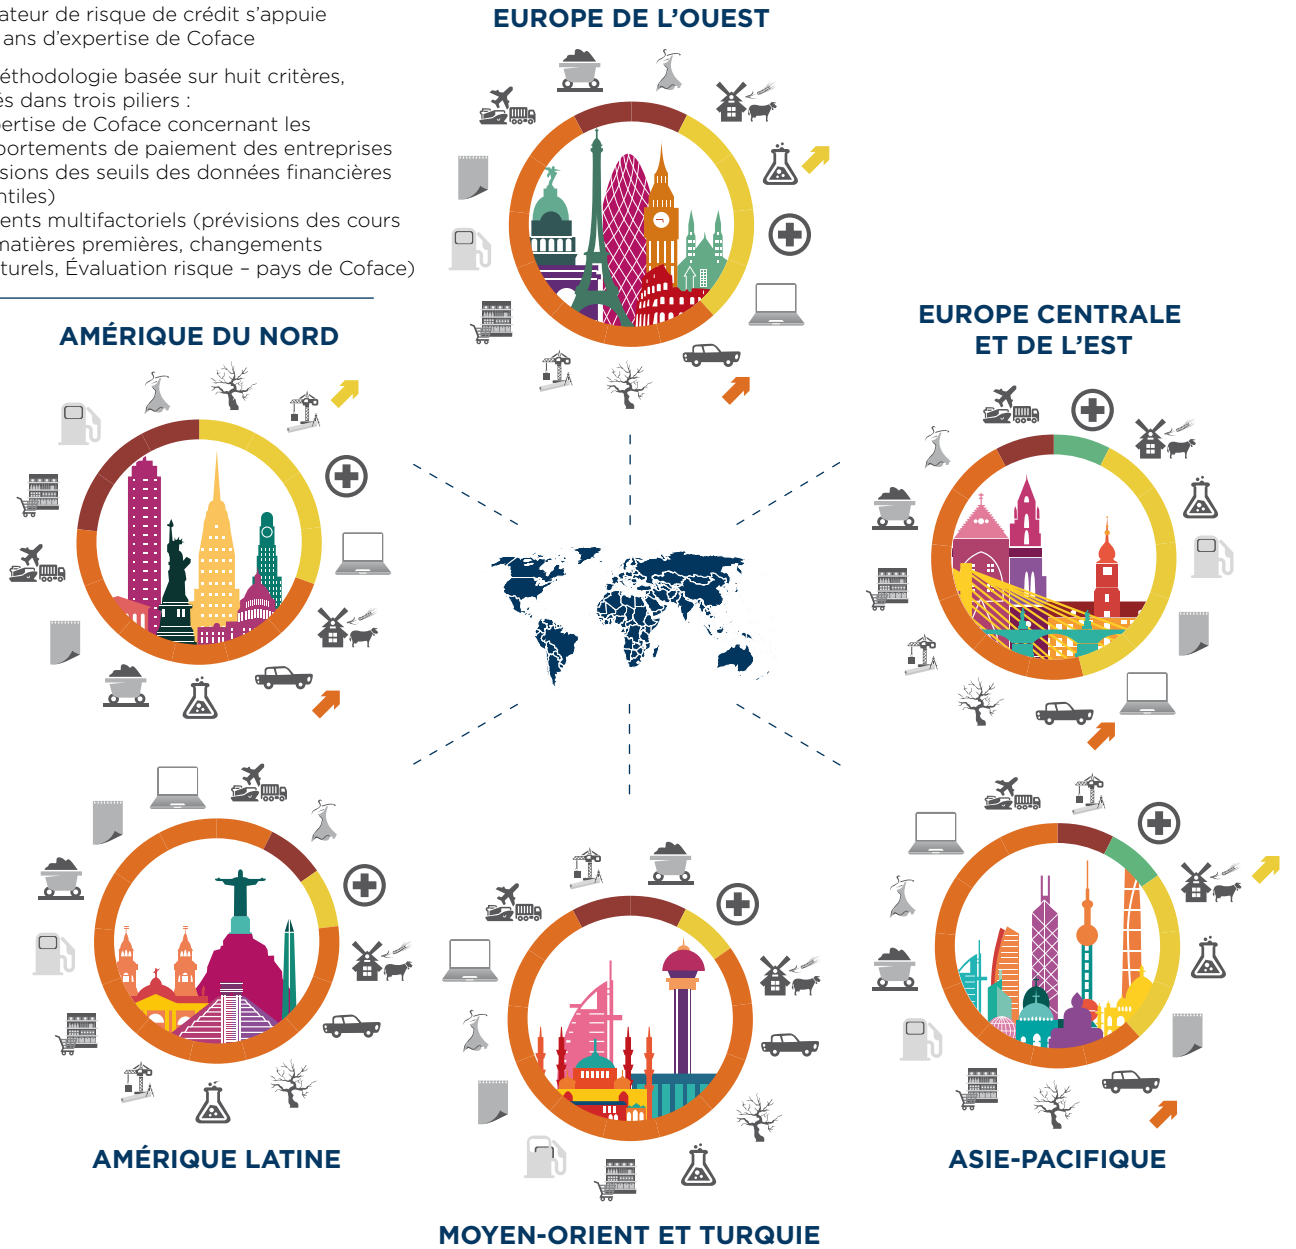 ateur de risque de crédit s’appuie
ans d’expertise de Coface
éthodologie basée sur huit critères,
és dans trois piliers :
pertise de Coface concernant les
portements de paiement des entreprises
sions des seuils des données financières
ntiles)
ents multifactoriels (prévisions des cours
matières premières, changements
turels, Évaluation risque – pays de Coface)
EUROPE DE L’OUEST
AMÉRIQUE DU NORD
EUROPE CENTRALE
ET DE L’EST
AMÉRIQUE LATINE
ASIE-PACIFIQUE
MOYEN-ORIENT ET TURQUIE